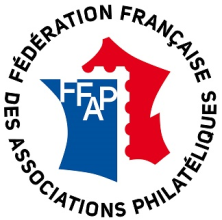 FÉDÉRATION FRANÇAISE
DES ASSOCIATIONS PHILATÉLIQUES
FFAP